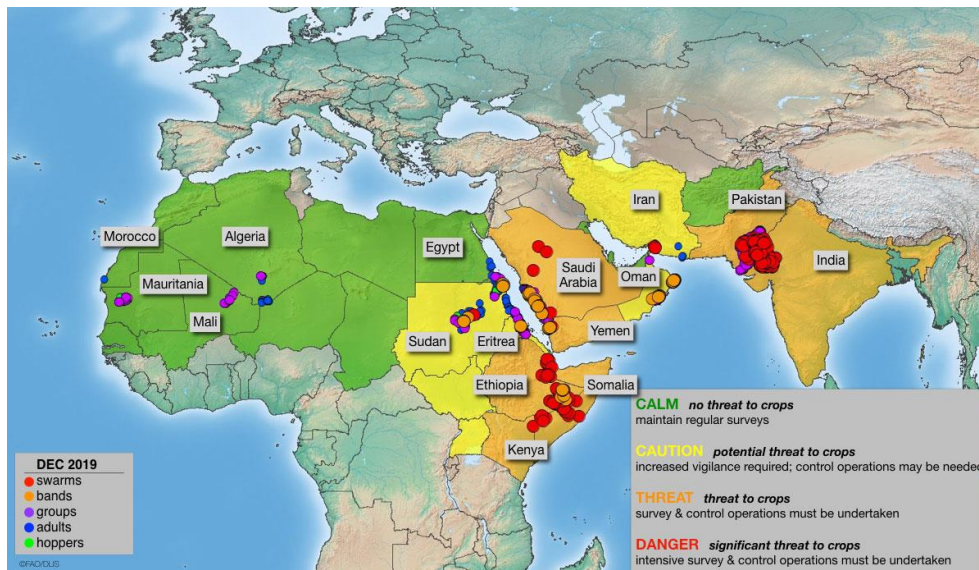 Iran
Pakistan
Morocco
Algeria
Egypt
Saudi
Arabia
Oman
India
Mauritania
Mali
Sudan
Eritrea
Yemen
Ethiopia
Somalia
Kenya
DEC 2019
swarms
bands
groups
adults
hoppers
©FAO/DLIS
CALM no threat to crops
maintain regular surveys
CAUTION potential threat to crops
increased vigilance required; control operations may be needed
THREAT threat to crops
survey & control operations must be undertaken
DANGER significant threat to crops
intensive survey & control operations must be undertaken